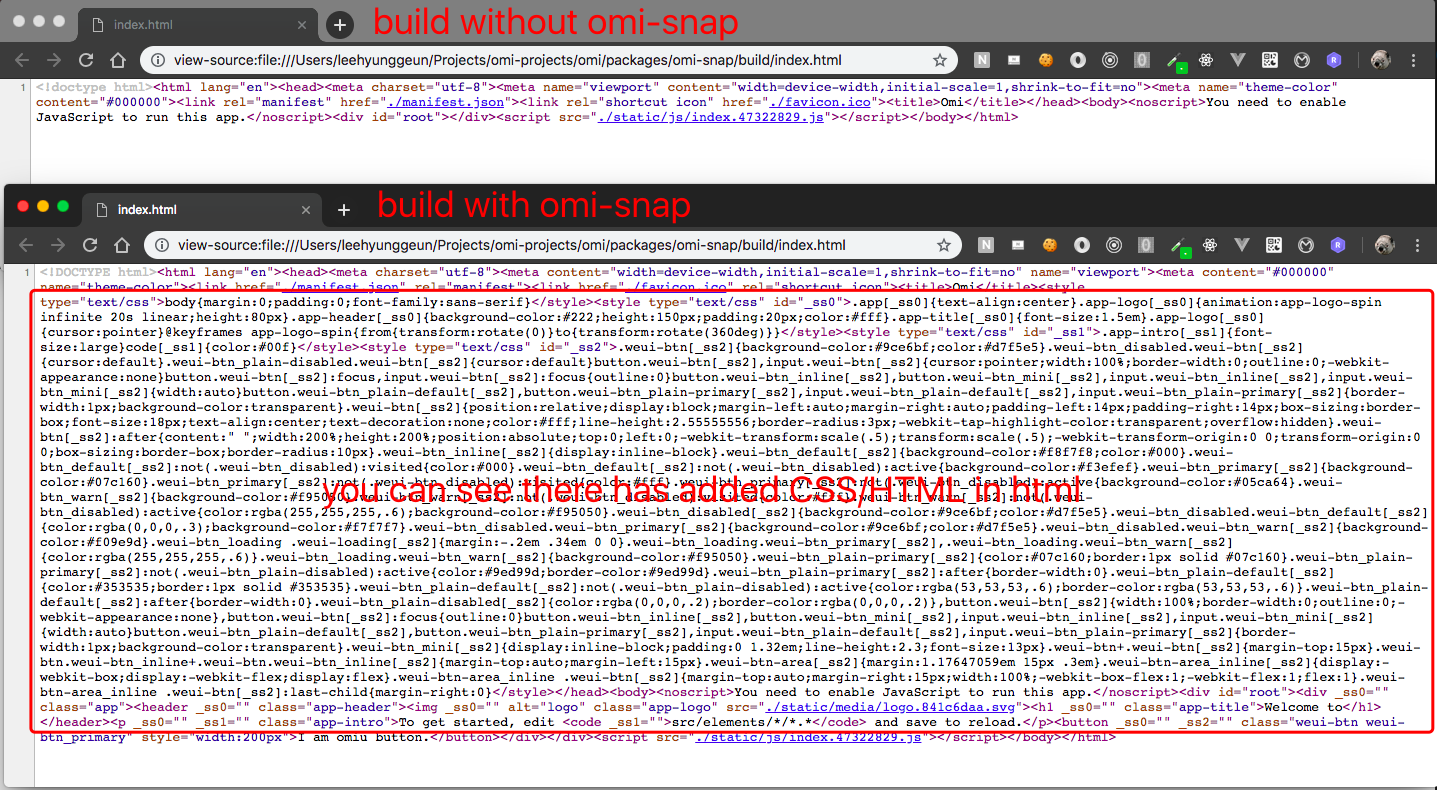 index.html
build without omi-snap
view-source:file:///Users/leehyunggeun/Projects/omi-projects/omi/packages/omi-snap/build/index.html
1
<!doctype html><html lang="en"><head><meta charset="utf-8"><meta name="viewport" content="width=device-width,initial-scale=1,shrink-to-fit=no"><meta name="theme-color"
content="#000000"><link rel="manifest" href="./manifest.json"><link rel="shortcut icon" href="./favicon.ico"><title>Omi</title></head><body><noscript>You need to enable
JavaScript to run this app.</noscript><div id="root"></div><script src="./static/js/index.47322829.js"></script></body></html>
index.html
build with omi-snap
view-source:file:///Users/leehyunggeun/Projects/omi-projects/omi/packages/omi-snap/build/index.html
1
<!DOCTYPE html><html lang="en"><head><meta charset="utf-8"><meta content="width=device-width,initial-scale=1,shrink-to-fit=no" name="viewport"><meta content="#000000"
name="theme-color"><link href="./manifest.json" rel="manifest"><link href="./favicon.ico" rel="shortcut icon"><title>Omi</title><style
type="text/css">body{margin:0;padding:0;font-family:sans-serif}</style><style type="text/css" id="_ss0">.app[_ss0]{text-align:center}.app-logo[_ss0]{animation:app-logo-spin
infinite 20s linear;height:80px}.app-header[_ss0]{background-color:#222;height:150px;padding:20px;color:#fff}.app-title[_ss0]{font-size:1.5em}.app-logo[_ss0]
{cursor:pointer}@keyframes app-logo-spin{from{transform:rotate(0)}to{transform:rotate(360deg)}}</style><style type="text/css" id="_ss1">.app-intro[_ss1]{font-
size:large}code[_ss1]{color:#00f}</style><style type="text/css" id="_ss2">.weui-btn[_ss2]{background-color:#9ce6bf;color:#d7f5e5}.weui-btn_disabled.weui-btn[_ss2]
{cursor:default}.weui-btn_plain-disabled.weui-btn[_ss2]{cursor:default}button.weui-btn[_ss2],input.weui-btn[_ss2]{cursor:pointer;width:100%;border-width:0;outline:0;-webkit-
appearance:none}button.weui-btn[_ss2]:focus,input.weui-btn[_ss2]:focus{outline:0}button.weui-btn_inline[_ss2],button.weui-btn_mini[_ss2],input.weui-btn_inline[_ss2],input.weui-
btn_mini[_ss2]{width:auto}button.weui-btn_plain-default[_ss2],button.weui-btn_plain-primary[_ss2],input.weui-btn_plain-default[_ss2],input.weui-btn_plain-primary[_ss2]{border-
width:1px;background-color:transparent}.weui-btn[_ss2]{position:relative;display:block;margin-left:auto;margin-right:auto;padding-left:14px;padding-right:14px;box-sizing:border-
box;font-size:18px;text-align:center;text-decoration:none;color:#fff;line-height:2.55555556;border-radius:3px;-webkit-tap-highlight-color:transparent;overflow:hidden}.weui-
btn[_ss2]:after{content:" ";width:200%;height:200%;position:absolute;top:0;left:0;-webkit-transform:scale(.5);transform:scale(.5);-webkit-transform-origin:0 0;transform-origin:0
0;box-sizing:border-box;border-radius:10px}.weui-btn_inline[_ss2]{display:inline-block}.weui-btn_default[_ss2]{background-color:#f8f7f8;color:#000}.weui-
btn_default[_ss2]:not(.weui-btn_disabled):visited{color:#000}.weui-btn_default[_ss2]:not(.weui-btn_disabled):active{background-color:#f3efef}.weui-btn_primary[_ss2]{background-
color:#07c160}.weui-btn_primary[_ss2]:not(.weui-btn_disabled):visited{color:#fff}.weui-btn_primary[_ss2]:not(.weui-btn_disabled):active{background-color:#05ca64}.weui-
you can see thera has added CSS/HTML in html
btn_warn[_ss2]{background-color:#f95050}.weui-btn_warn[_ss2]:not(.weui-btn_disabled):visited{color:#fff}.weui-btn_warn[_ss2]:not(.weui-
btn_disabled):active{color:rgba(255,255,255,.6);background-color:#f95050}.weui-btn_disabled[_ss2]{background-color:#9ce6bf;color:#d7f5e5}.weui-btn_disabled.weui-btn_default[_ss2]
{color:rgba(0,0,0,.3);background-color:#f7f7f7}.weui-btn_disabled.weui-btn_primary[_ss2]{background-color:#9ce6bf;color:#d7f5e5}.weui-btn_disabled.weui-btn_warn[_ss2]{background-
color:#f09e9d}.weui-btn_loading .weui-loading[_ss2]{margin:-.2em .34em 0 0}.weui-btn_loading.weui-btn_primary[_ss2],.weui-btn_loading.weui-btn_warn[_ss2]
{color:rgba(255,255,255,.6)}.weui-btn_loading.weui-btn_warn[_ss2]{background-color:#f95050}.weui-btn_plain-primary[_ss2]{color:#07c160;border:1px solid #07c160}.weui-btn_plain-
primary[_ss2]:not(.weui-btn_plain-disabled):active{color:#9ed99d;border-color:#9ed99d}.weui-btn_plain-primary[_ss2]:after{border-width:0}.weui-btn_plain-default[_ss2]
{color:#353535;border:1px solid #353535}.weui-btn_plain-default[_ss2]:not(.weui-btn_plain-disabled):active{color:rgba(53,53,53,.6);border-color:rgba(53,53,53,.6)}.weui-btn_plain-
default[_ss2]:after{border-width:0}.weui-btn_plain-disabled[_ss2]{color:rgba(0,0,0,.2);border-color:rgba(0,0,0,.2)},button.weui-btn[_ss2]{width:100%;border-width:0;outline:0;-
webkit-appearance:none},button.weui-btn[_ss2]:focus{outline:0}button.weui-btn_inline[_ss2],button.weui-btn_mini[_ss2],input.weui-btn_inline[_ss2],input.weui-btn_mini[_ss2]
{width:auto}button.weui-btn_plain-default[_ss2],button.weui-btn_plain-primary[_ss2],input.weui-btn_plain-default[_ss2],input.weui-btn_plain-primary[_ss2]{border-
width:1px;background-color:transparent}.weui-btn_mini[_ss2]{display:inline-block;padding:0 1.32em;line-height:2.3;font-size:13px}.weui-btn+.weui-btn[_ss2]{margin-top:15px}.weui-
btn.weui-btn_inline+.weui-btn.weui-btn_inline[_ss2]{margin-top:auto;margin-left:15px}.weui-btn-area[_ss2]{margin:1.17647059em 15px .3em}.weui-btn-area_inline[_ss2]{display:-
webkit-box;display:-webkit-flex;display:flex}.weui-btn-area_inline .weui-btn[_ss2]{margin-top:auto;margin-right:15px;width:100%;-webkit-box-flex:1;-webkit-flex:1;flex:1}.weui-
btn-area_inline .weui-btn[_ss2]:last-child{margin-right:0}</style></head><body><noscript>You need to enable JavaScript to run this app.</noscript><div id="root"><div _ss0=""
class="app"><header _ss0="" class="app-header"><img _ss0="" alt="logo" class="app-logo" src="./static/media/logo.841c6daa.svg"><h1 _ss0="" class="app-title">Welcome to</h1>
</header><p _ss0="" _ss1="" class="app-intro">To get started, edit <code _ss1="">src/elements/*/*.*</code> and save to reload.</p><button _ss0="" _ss2="" class="weui-btn weui-
btn_primary" style="width:200px">I am omiu button.</button></div></div><script src="./static/js/index.47322829.js"></script></body></html>